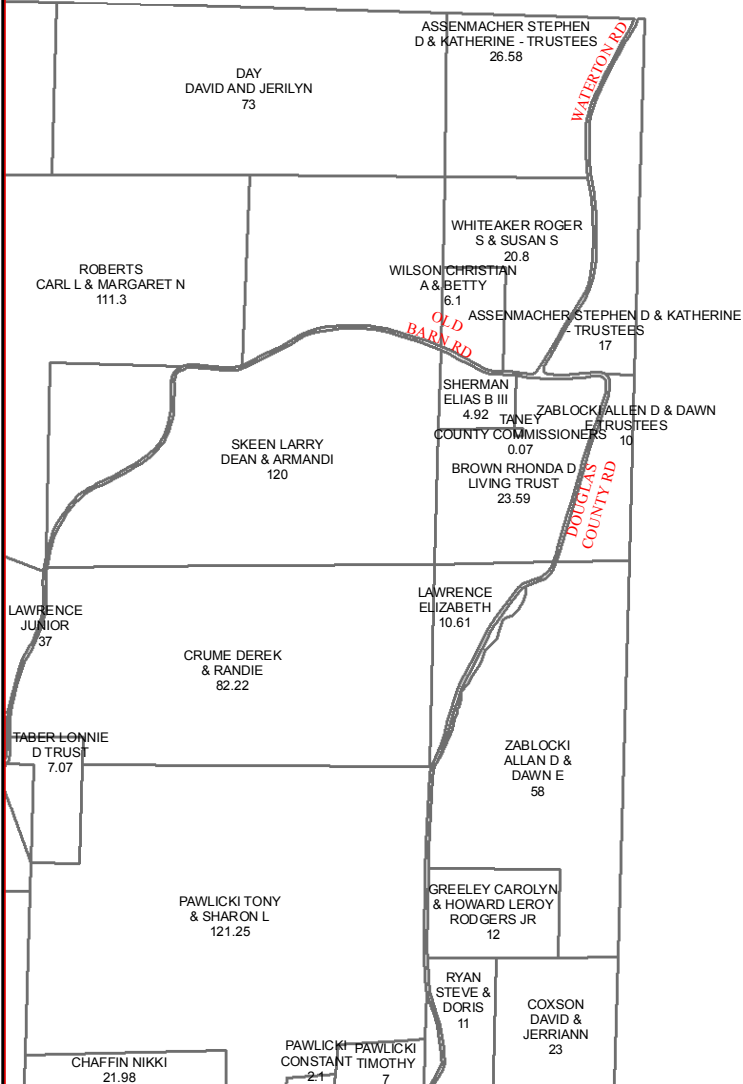 ASSENMACHER STEPHEN
D & KATHERINE - TRUSTEES
26.58
WATERTON RD
DAY
DAVID AND JERILYN
73
WHITEAKER ROGER
S & SUSAN S
20.8
ROBERTS
CARL L & MARGARET N
111.3
WILSON CHRISTIAN
A & BETTY
6.1
OLD
BARN RD
ASSENMACHER STEPHEN D & KATHERINE
- TRUSTEES
17
SHERMAN
ELIAS B III
4.92
TANEY
COUNTY COMMISSIONERS
0.07
ZABLOCKI ALLEN D & DAWN
E TRUSTEES
10
SKEEN LARRY
DEAN & ARMANDI
120
BROWN RHONDA D
LIVING TRUST
23.59
DOUGLAS
COUNTY RD
LAWRENCE
JUNIOR
37
LAWRENCE
ELIZABETH
10.61
CRUME DEREK
& RANDIE
82.22
TABER LONNIE
D TRUST
7.07
ZABLOCKI
ALLAN D &
DAWN E
58
PAWLICKI TONY
& SHARON L
121.25
GREELEY CAROLYN
& HOWARD LEROY
RODGERS JR
12
RYAN
STEVE &
DORIS
11
COXSON
DAVID &
JERRIANN
23
CHAFFIN NIKKI
21.98
PAWLICKI
CONSTANT
2.1
PAWLICKI
TIMOTHY
7